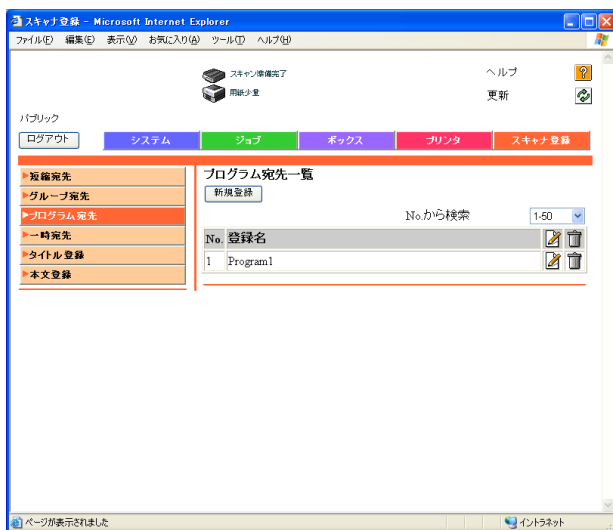 スキャナ登録 - Microsoft Internet Explorer
ファイル(F) 編集(E) 表示(V) お気に入り(A) ツール(T) ヘルプ(H)
スキャン準備完了
ヘルプ
用紙少量
更新
パブリック
ログアウト
システム ジョブ ボックス プリンタ スキャナ登録
短縮宛先
グループ宛先
プログラム宛先
一時宛先
タイトル登録
本文登録
プログラム宛先一覧
新規登録
No.から検索 1-50
No. 登録名
1 Program1
ページが表示されました
イントラネット